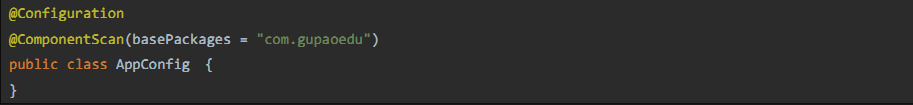 @Configuration
@ComponentScan(basePackages = "com.gupaoedu")
public class AppConfig  {
}